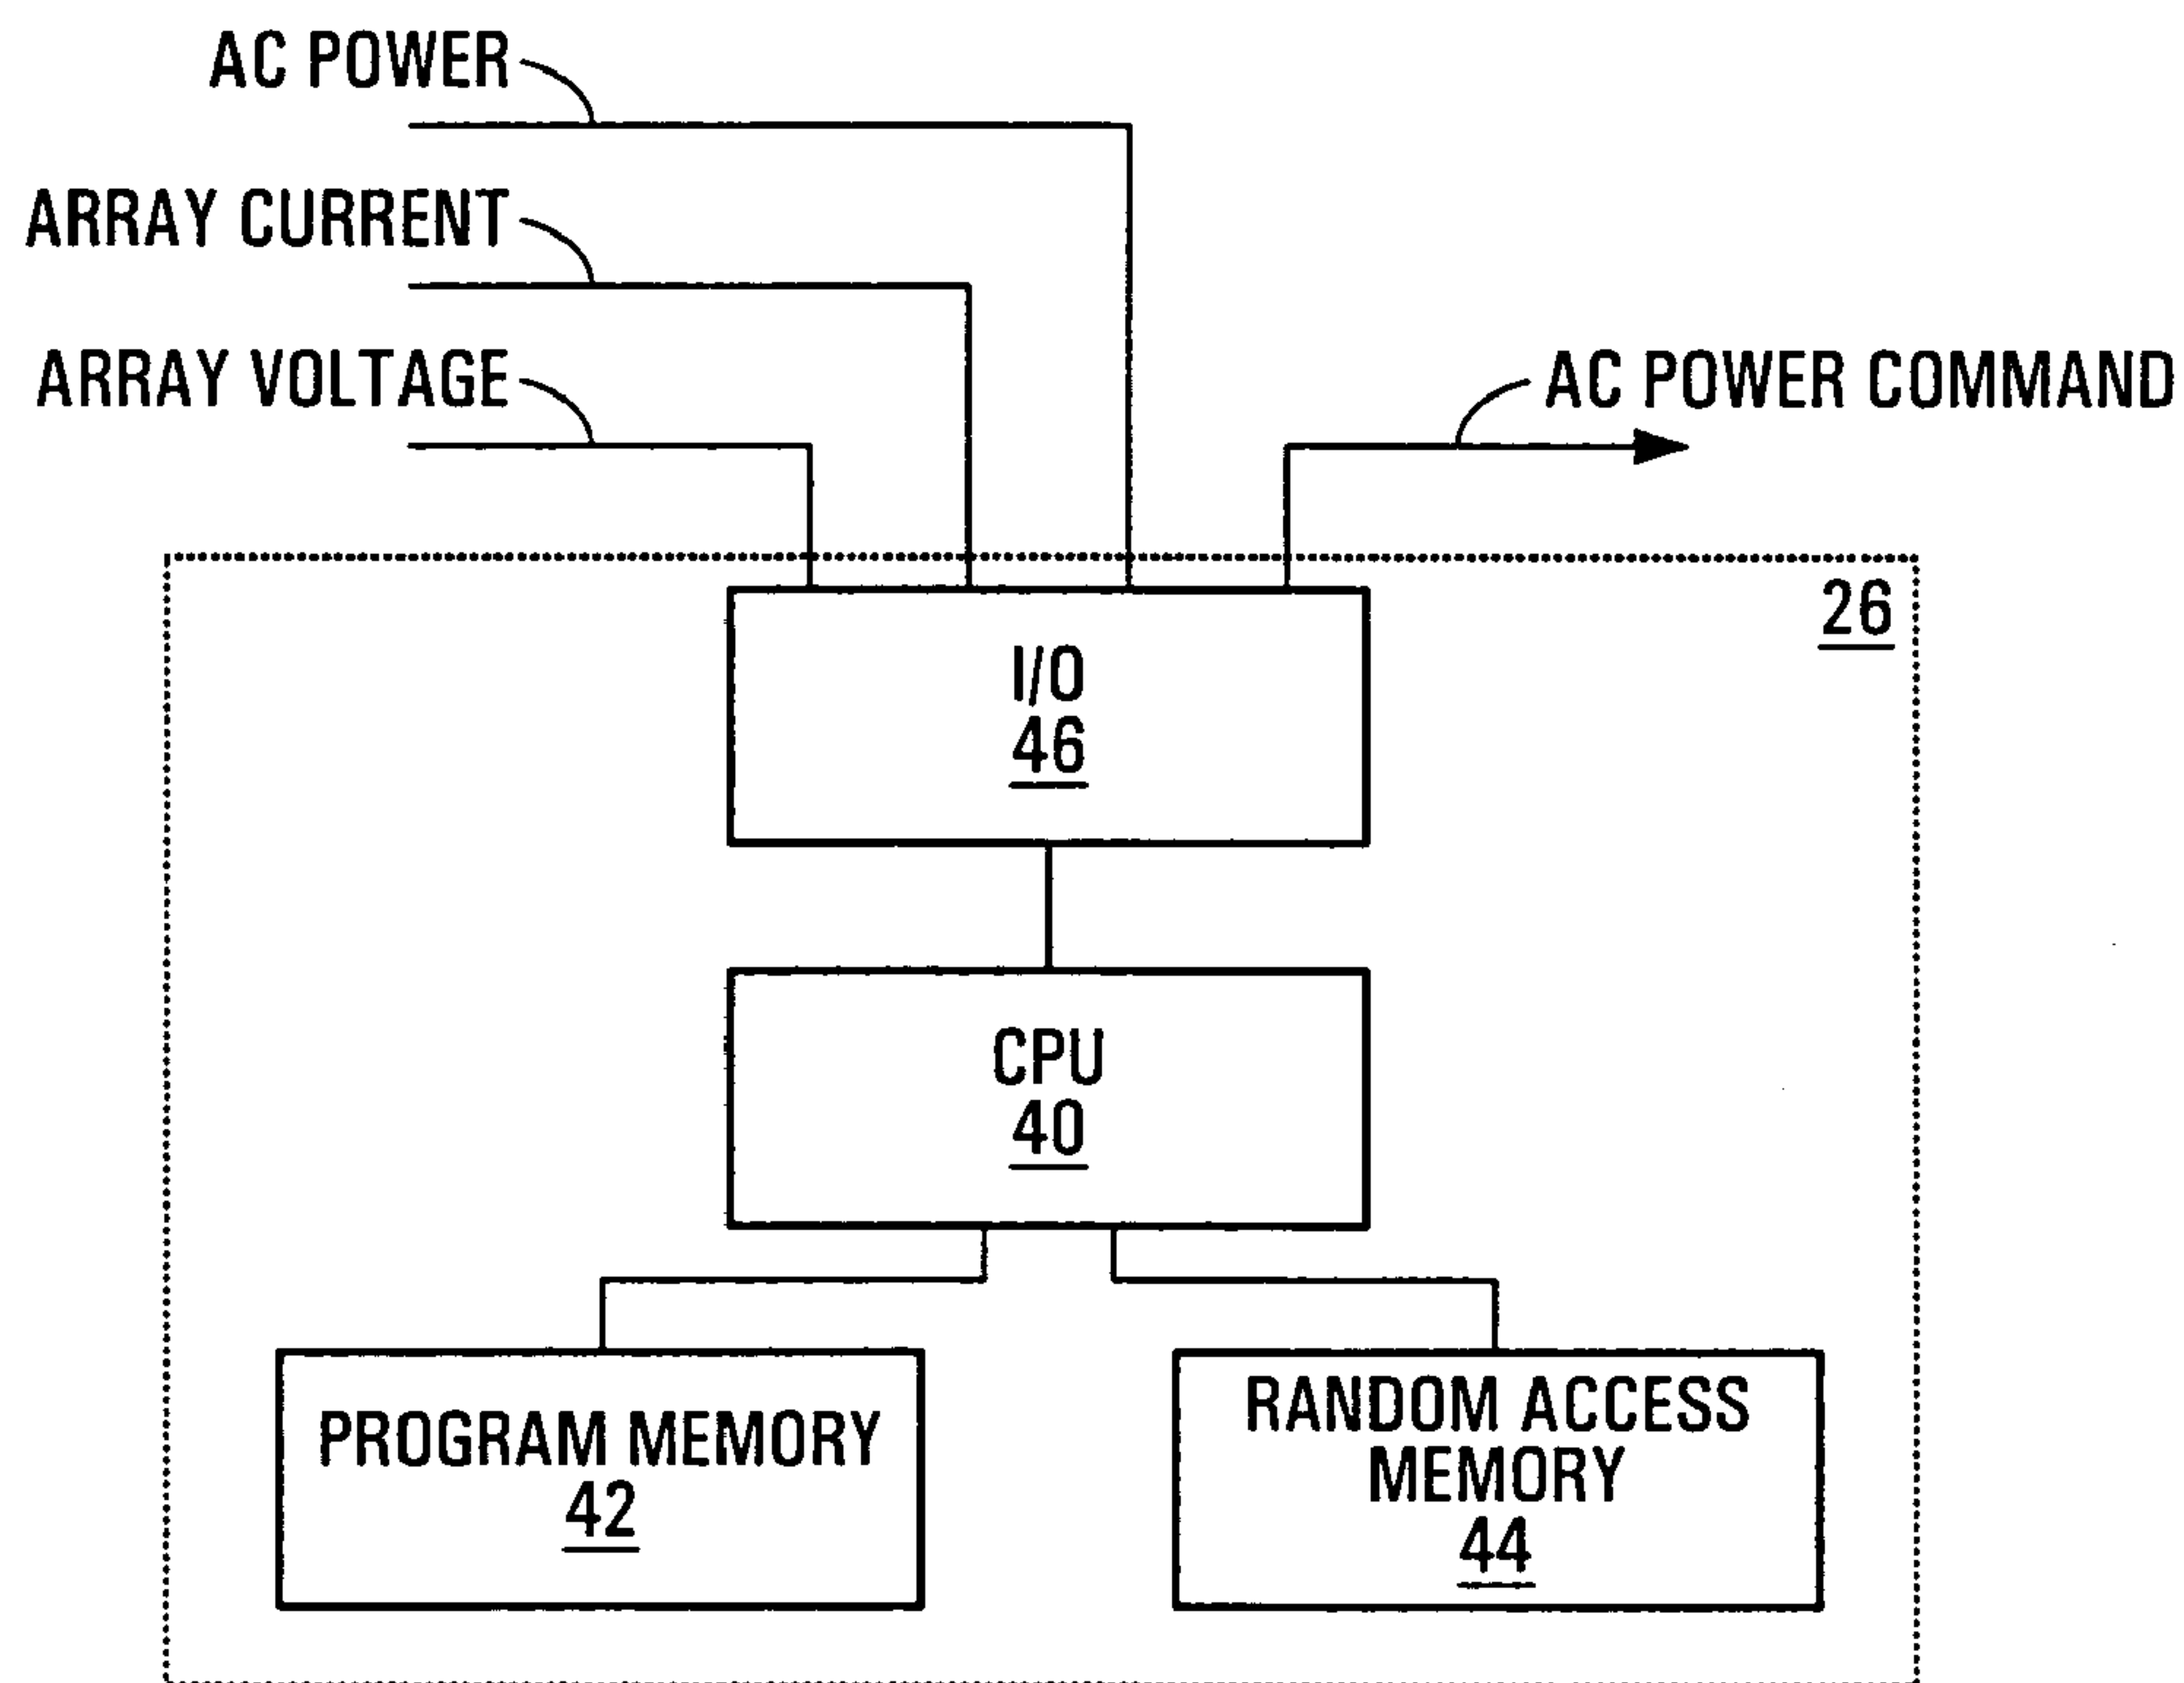 AC POWER
ARRAY CURRENT
ARRAY VOLTAGE
AC POWER COMMAND
26
I/O
46
CPU
40
PROGRAM MEMORY
42
RANDOM ACCESS
MEMORY
44